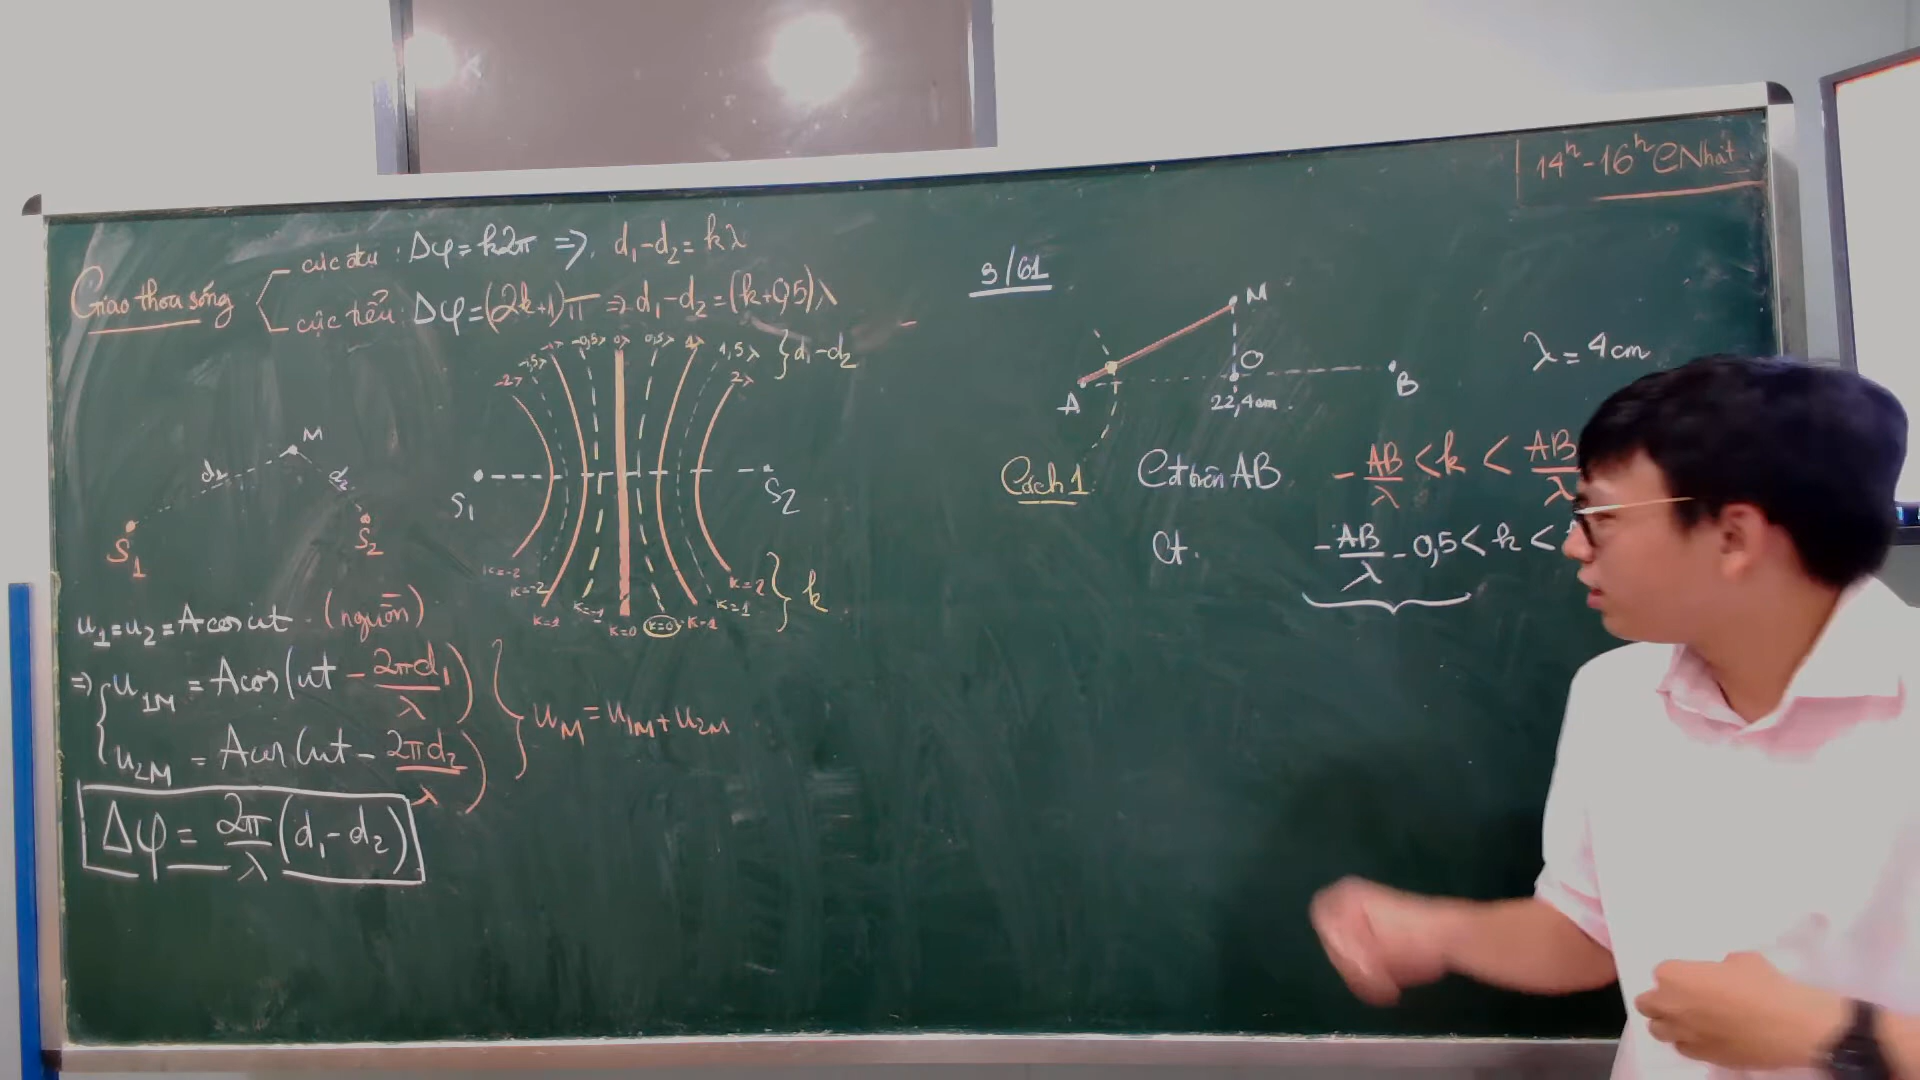 14h-16h CNhật
Giao thoa sóng
cực đại : Δφ = k2π => d₁-d₂ = kλ
cực tiểu : Δφ = (2k+1)π => d₁-d₂ = (k+0,5)λ
-2λ -1,5λ -λ -0,5λ 0λ 0,5λ 1λ 1,5λ 2λ } d₁-d₂
M
d₂
S₁
S₂
S₁
S₂
k=-2
k=-2
k=-1
k=0
k=0
k=1
k=1
k=2
} k
u₁=u₂=Acosωt (nguồn)
=> { u₁M = Acos(ωt - 2πd₁/λ)
u₂M = Acos(ωt - 2πd₂/λ)
} uM = u₁M + u₂M
Δφ = 2π/λ (d₁-d₂)
3/61
M
O
A
B
22,4cm
λ = 4cm
Cách 1
Cđ trên AB
-AB/λ < k < AB/λ
Ct.
-AB/λ - 0,5 < k <